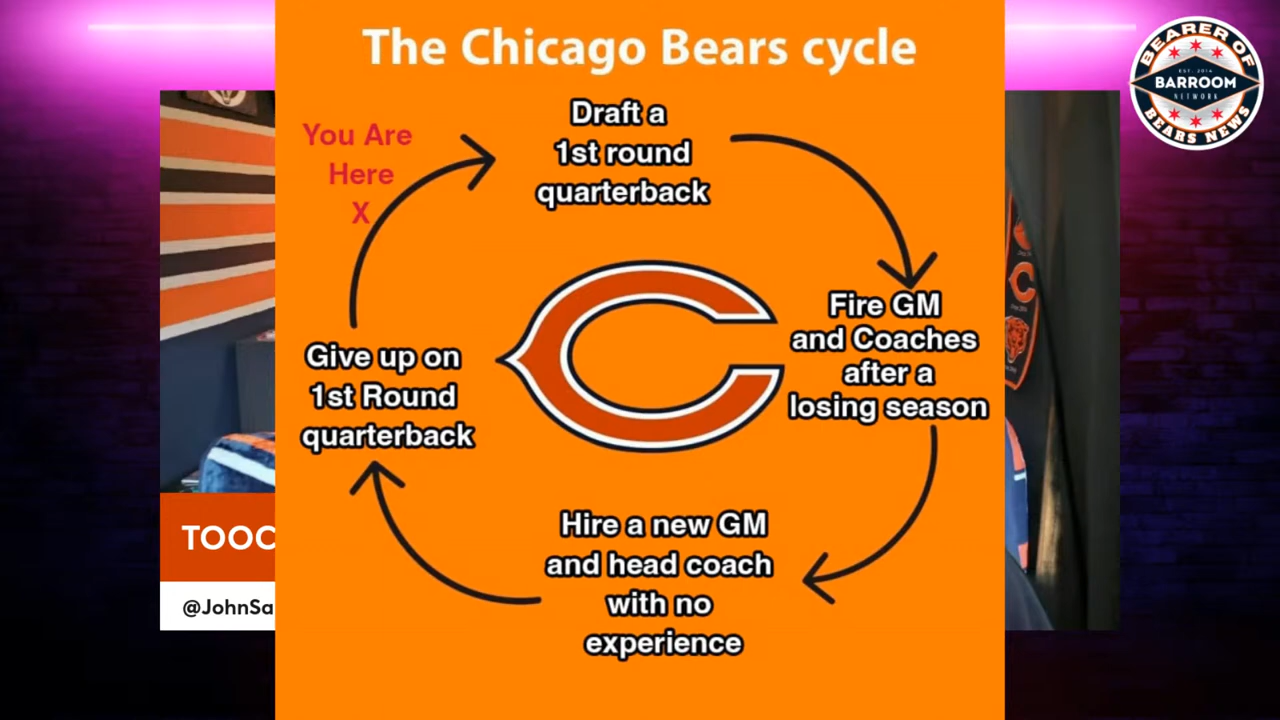 The Chicago Bears cycle
You Are
Here
X
Draft a
1st round
quarterback
Fire GM
and Coaches
after a
losing season
Hire a new GM
and head coach
with no
experience
Give up on
1st Round
quarterback
BEARER OF
EST. 2014
BARROOM
NETWORK
BEARS NEWS
TOOC
@JohnSa